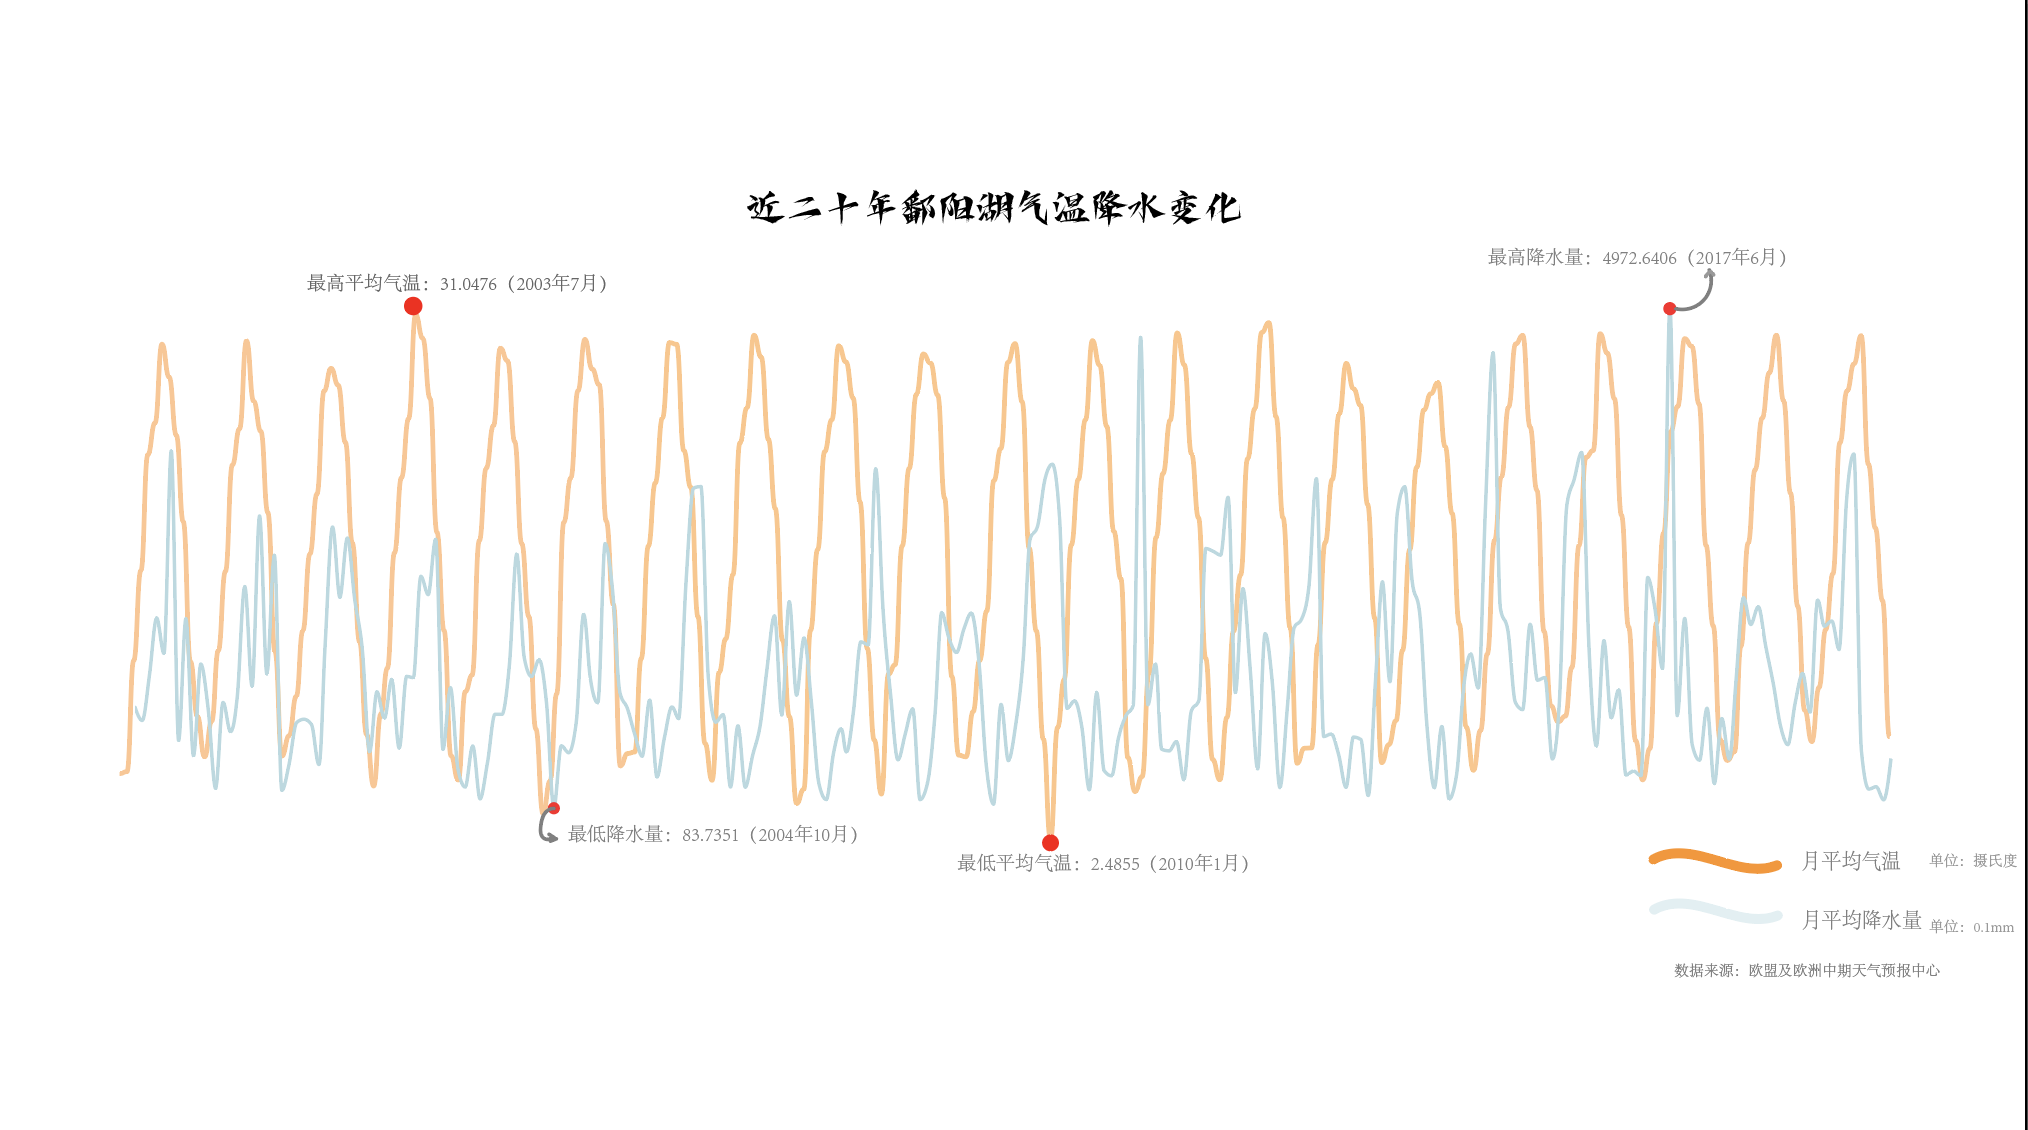 近二十年鄱阳湖气温降水变化
最高降水量：4972.6406（2017年6月）
最高平均气温：31.0476（2003年7月）
最低降水量：83.7351（2004年10月）
最低平均气温：2.4855（2010年1月）
月平均气温 单位：摄氏度
月平均降水量 单位：0.1mm
数据来源：欧盟及欧洲中期天气预报中心